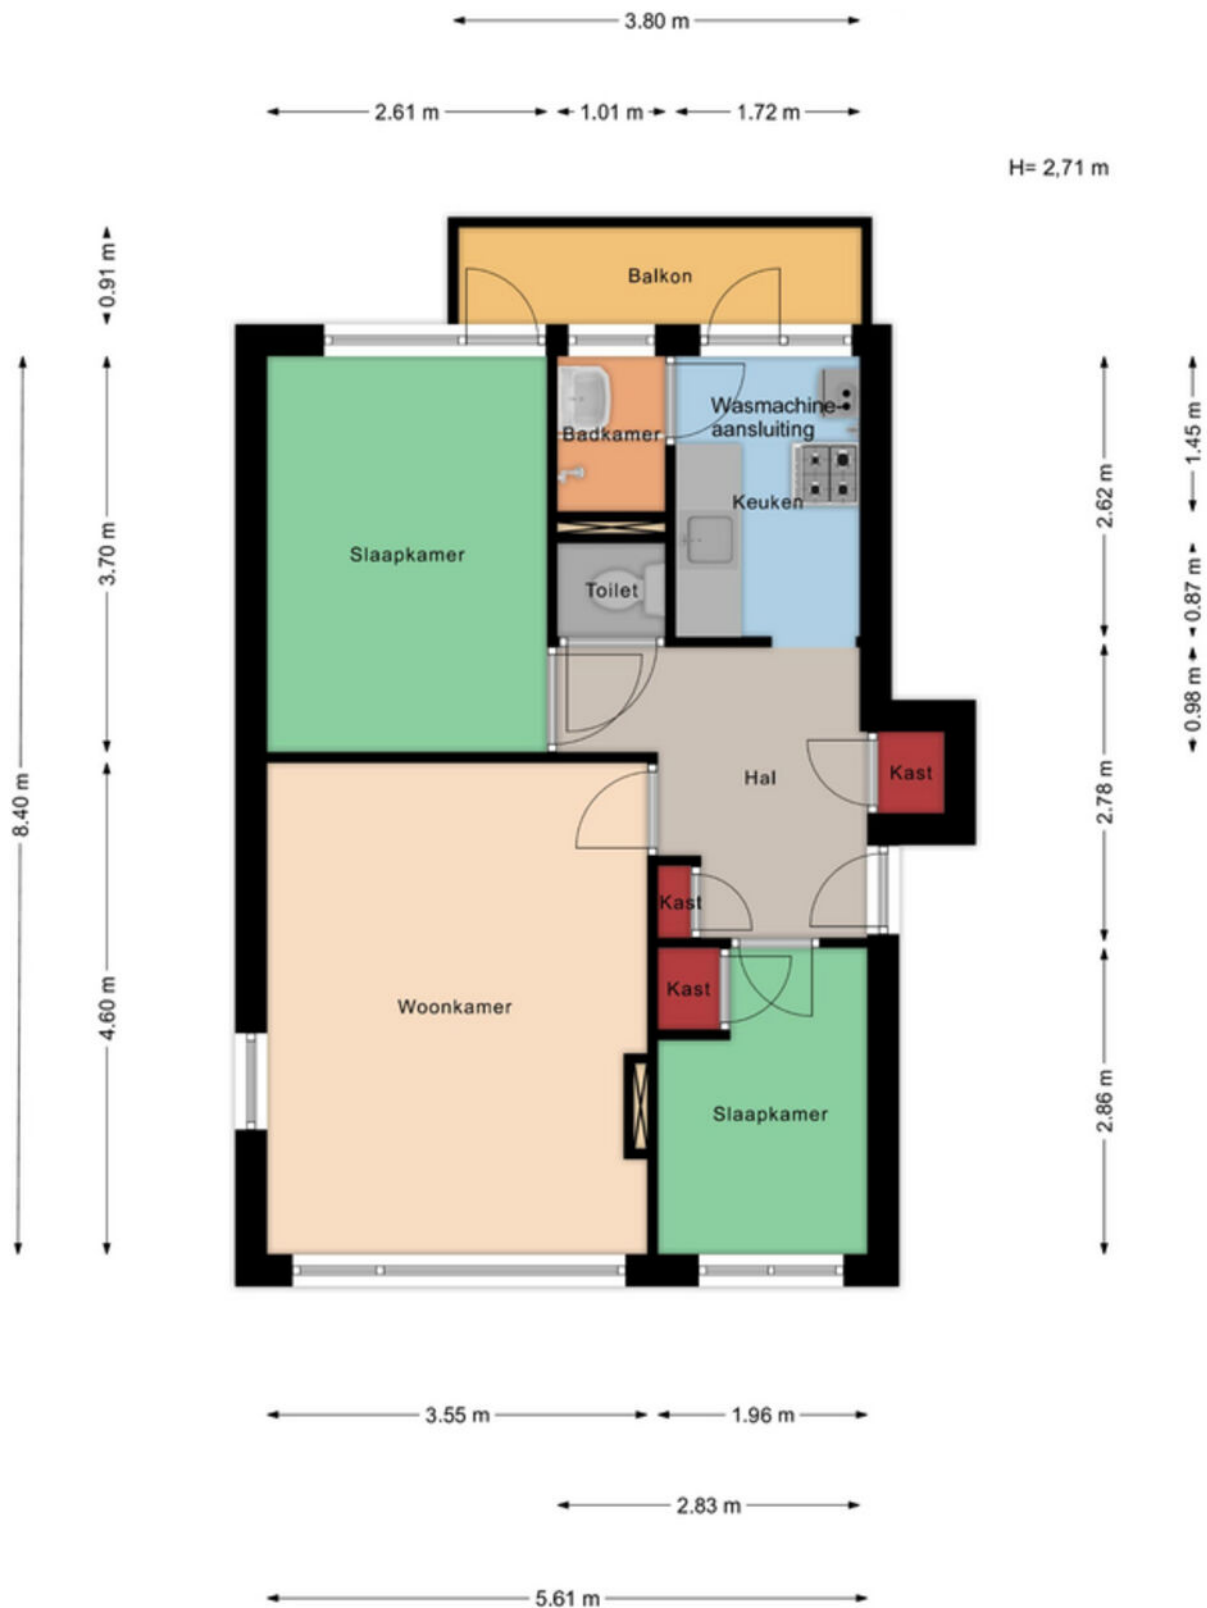 3.80 m
2.61 m
1.01 m
1.72 m
H= 2,71 m
0.91 m
Balkon
8.40 m
3.70 m
4.60 m
Slaapkamer
Badkamer
Wasmachine-
aansluiting
Keuken
Toilet
Hal
Kast
Kast
Kast
Woonkamer
Slaapkamer
2.62 m
2.78 m
2.86 m
1.45 m
0.87 m
0.98 m
3.55 m
1.96 m
2.83 m
5.61 m